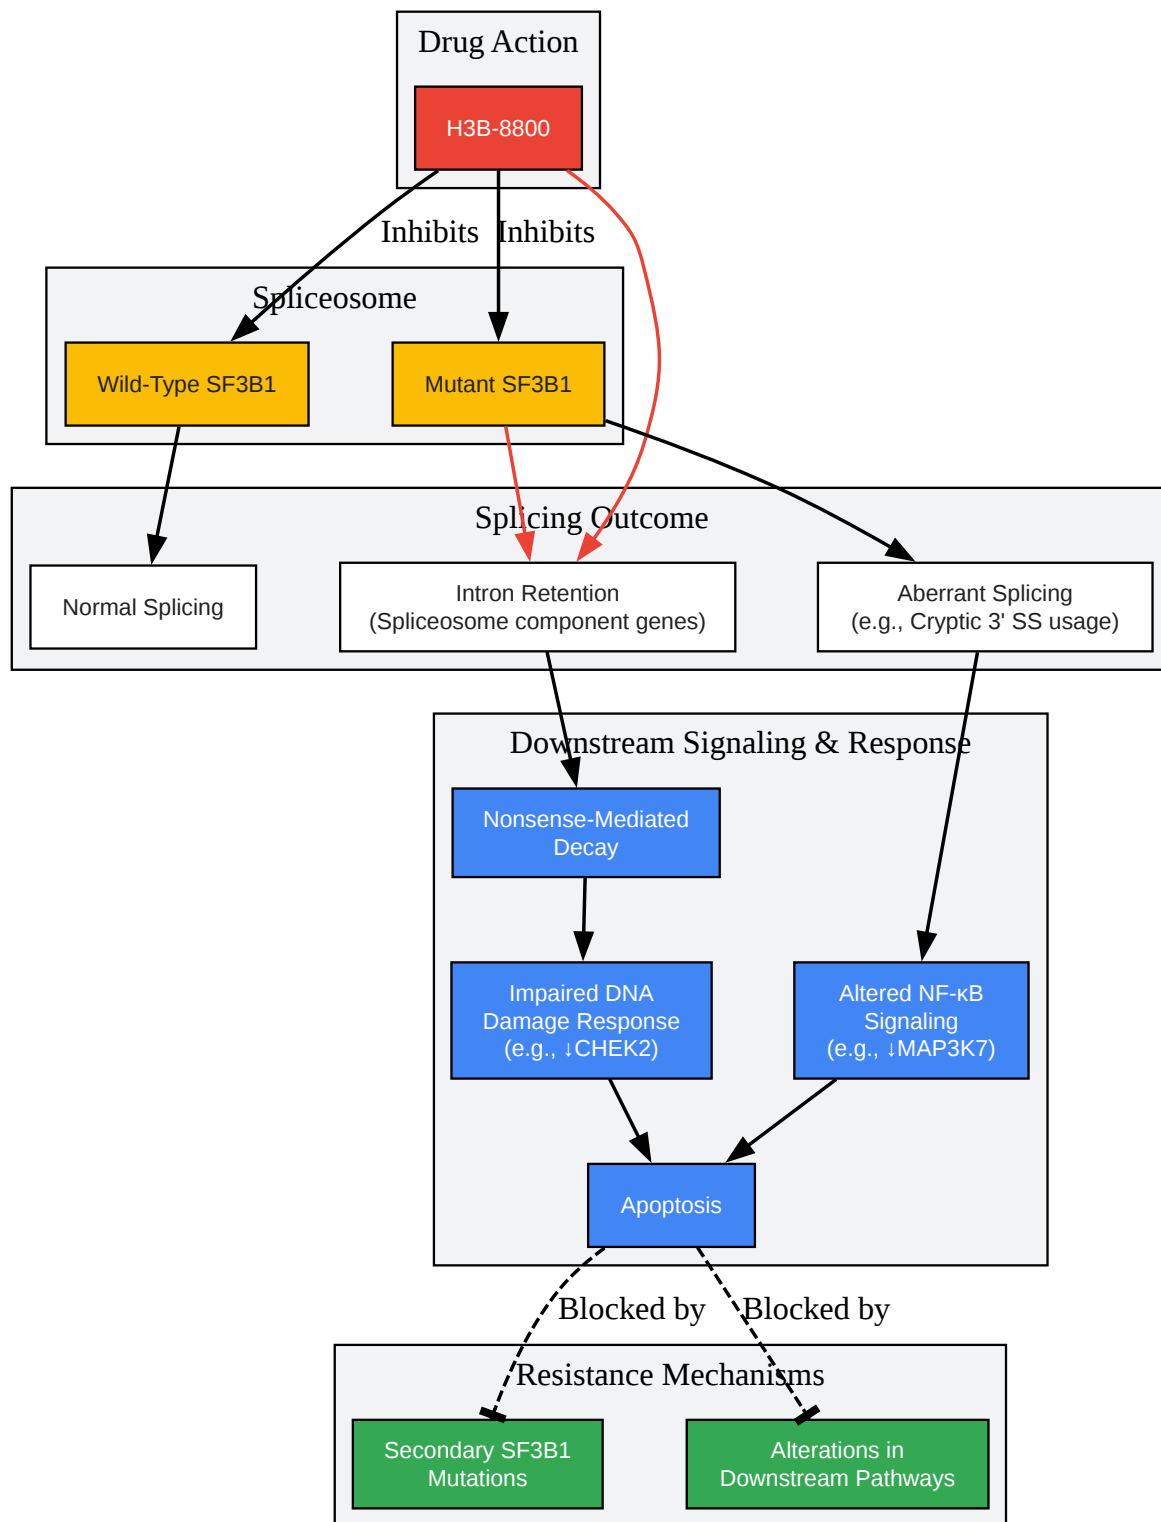 Drug Action
H3B-8800
Inhibits
Inhibits
Spliceosome
Wild-Type SF3B1
Mutant SF3B1
Splicing Outcome
Normal Splicing
Intron Retention
(Spliceosome component genes)
Aberrant Splicing
(e.g., Cryptic 3' SS usage)
Downstream Signaling & Response
Nonsense-Mediated
Decay
Impaired DNA
Damage Response
(e.g., ↓CHEK2)
Altered NF-κB
Signaling
(e.g., ↓MAP3K7)
Apoptosis
Blocked by
Blocked by
Resistance Mechanisms
Secondary SF3B1
Mutations
Alterations in
Downstream Pathways